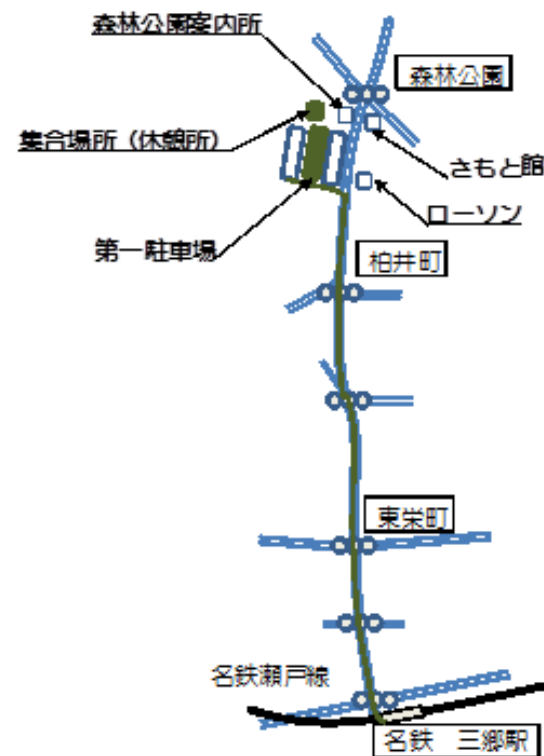 森林公園案内所
森林公園
集合場所（休憩所）
さもと館
ローソン
第一駐車場
柏井町
東栄町
名鉄瀬戸線
名鉄　三郷駅